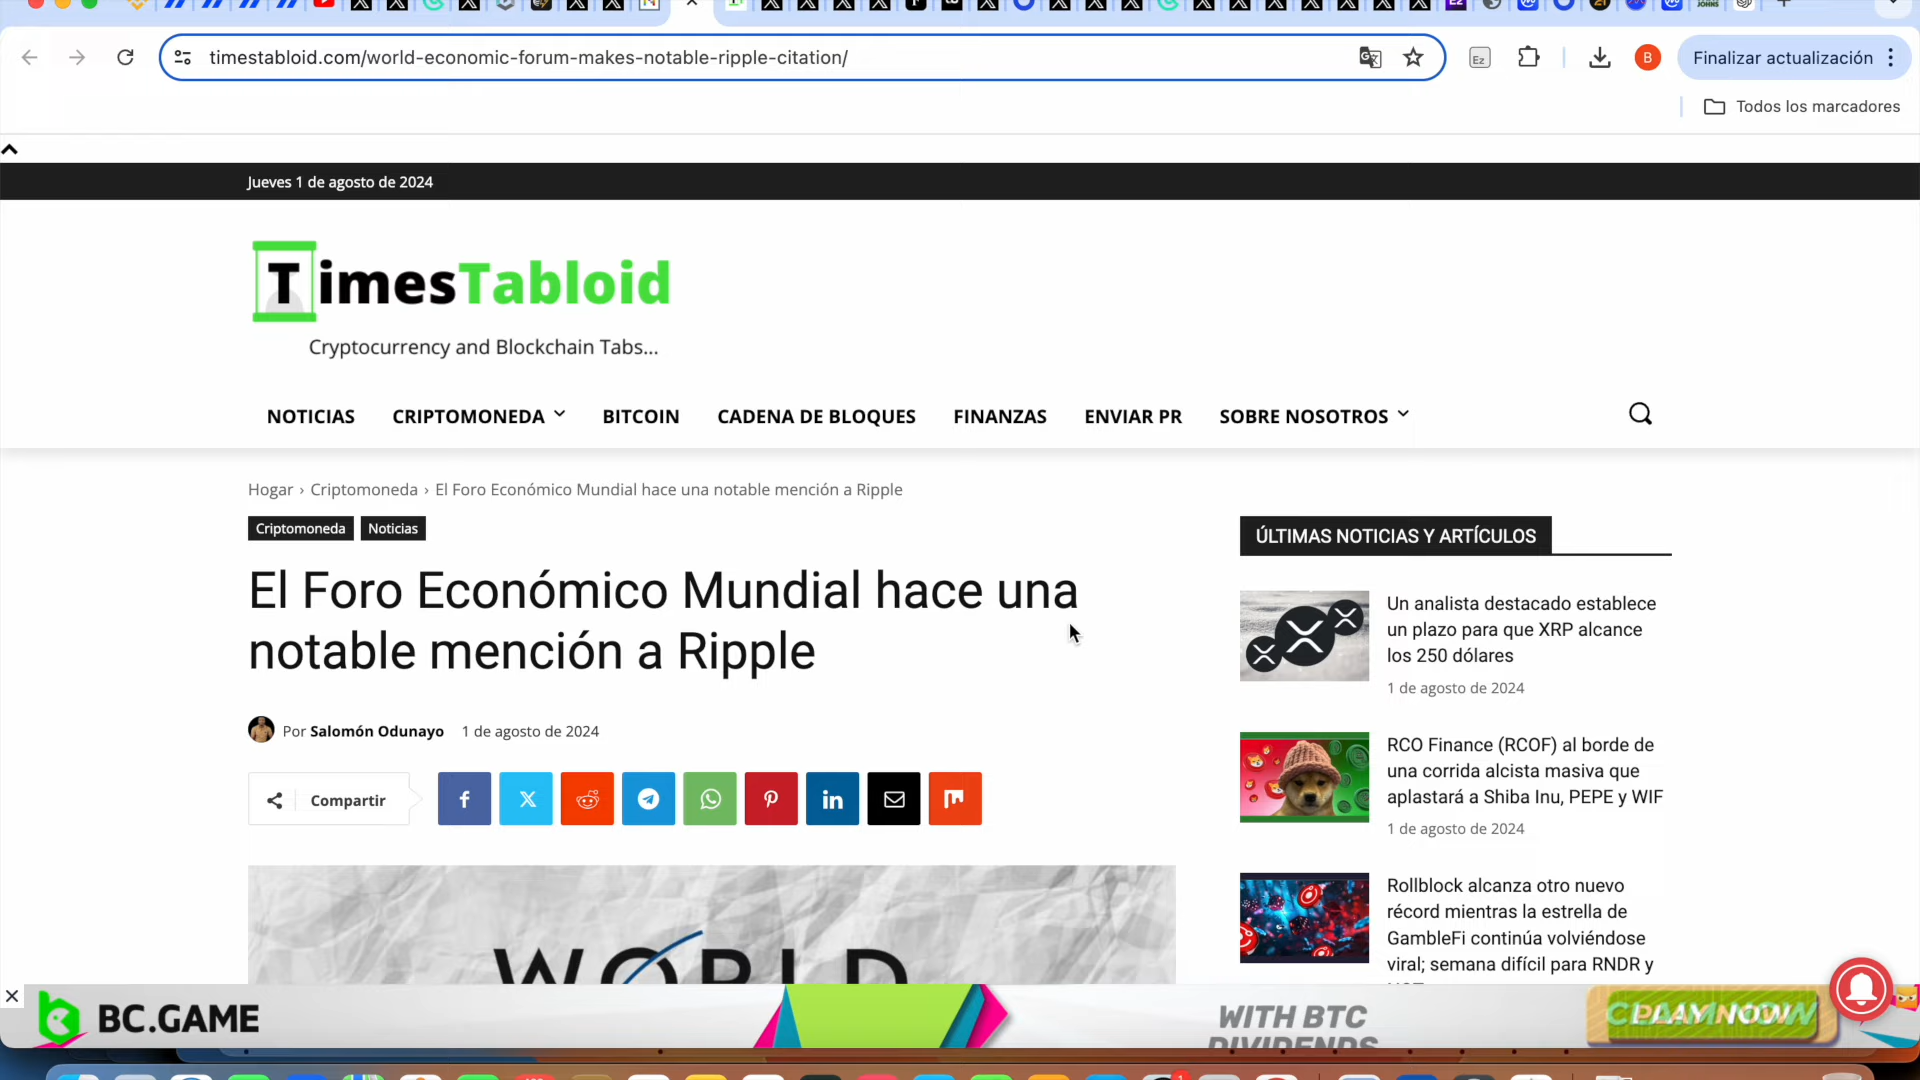 timestabloid.com/world-economic-forum-makes-notable-ripple-citation/
Ez
B
Finalizar actualización
Todos los marcadores
Jueves 1 de agosto de 2024
TimesTabloid
Cryptocurrency and Blockchain Tabs...
NOTICIAS CRIPTOMONEDA BITCOIN CADENA DE BLOQUES FINANZAS ENVIAR PR SOBRE NOSOTROS
Hogar › Criptomoneda › El Foro Económico Mundial hace una notable mención a Ripple
Criptomoneda Noticias
El Foro Económico Mundial hace una
notable mención a Ripple
Por Salomón Odunayo 1 de agosto de 2024
Compartir
WORLD
ÚLTIMAS NOTICIAS Y ARTÍCULOS
Un analista destacado establece
un plazo para que XRP alcance
los 250 dólares
1 de agosto de 2024
RCO Finance (RCOF) al borde de
una corrida alcista masiva que
aplastará a Shiba Inu, PEPE y WIF
1 de agosto de 2024
Rollblock alcanza otro nuevo
récord mientras la estrella de
GambleFi continúa volviéndose
viral; semana difícil para RNDR y
BC.GAME
WITH BTC
DIVIDENDS